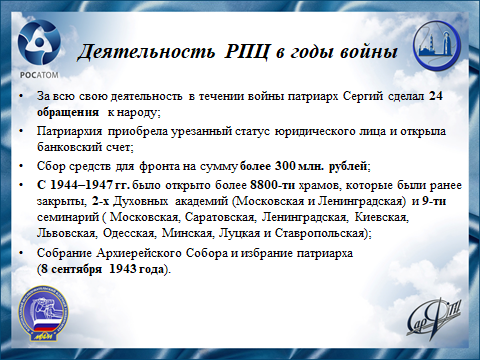 Деятельность РПЦ в годы войны
РОСАТОМ
• За всю свою деятельность в течении войны патриарх Сергий сделал 24
обращения к народу;
• Патриархия приобрела урезанный статус юридического лица и открыла
банковский счет;
• Сбор средств для фронта на сумму более 300 млн. рублей;
• С 1944–1947 гг. было открыто более 8800-ти храмов, которые были ранее
закрыты, 2-х Духовных академий (Московская и Ленинградская) и 9-ти
семинарий ( Московская, Саратовская, Ленинградская, Киевская,
Львовская, Одесская, Минская, Луцкая и Ставропольская);
• Собрание Архиерейского Собора и избрание патриарха
(8 сентября 1943 года).